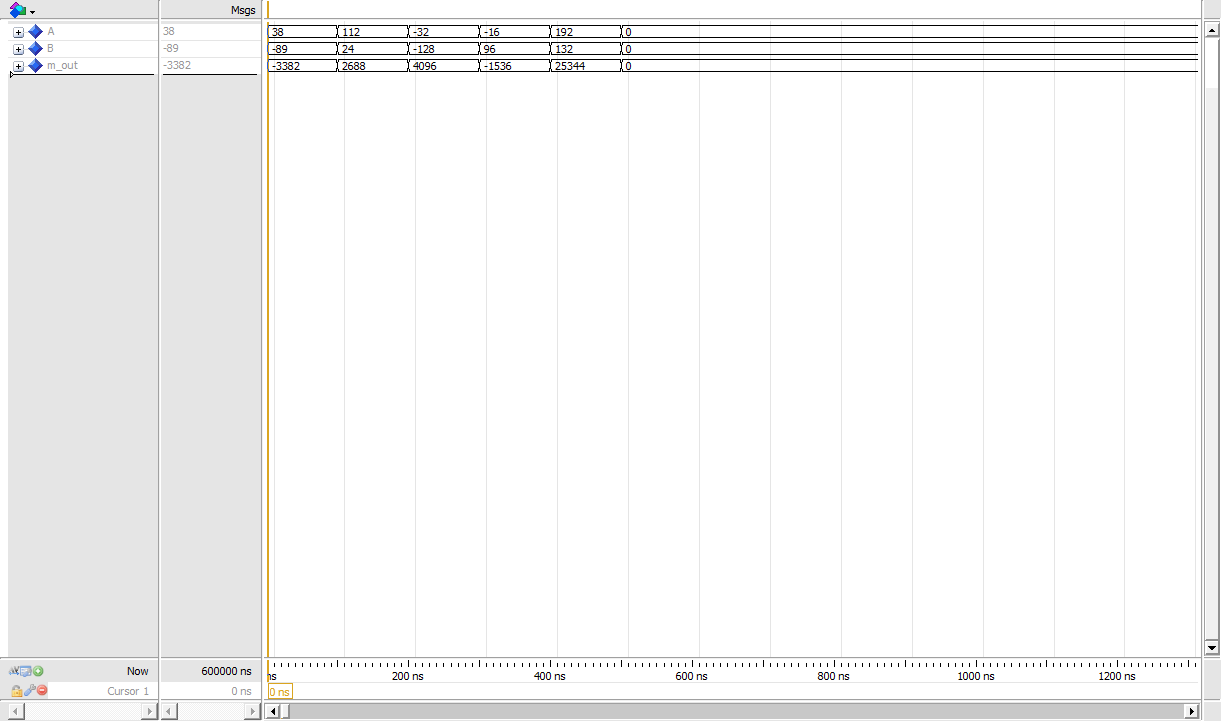 Msgs
A 38 38 112 -32 -16 192 0
B -89 -89 24 -128 96 132 0
m_out -3382 -3382 2688 4096 -1536 25344 0
Now 600000 ns ns 200 ns 400 ns 600 ns 800 ns 1000 ns 1200 ns
Cursor 1 0 ns 0 ns